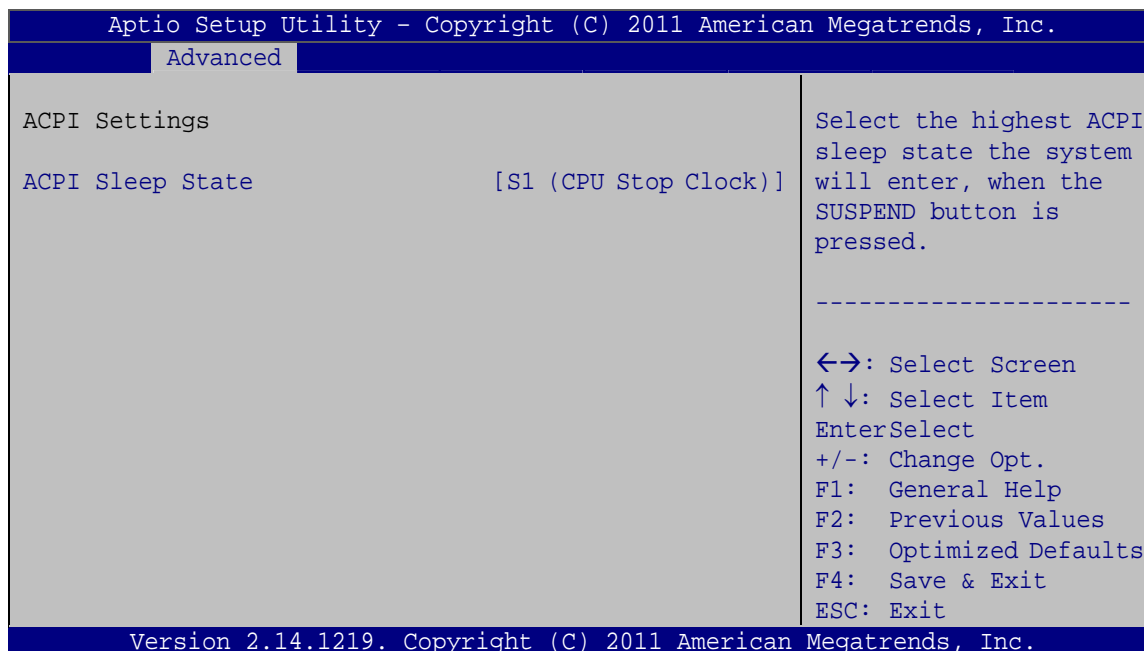 Aptio Setup Utility – Copyright (C) 2011 American Megatrends, Inc.
Advanced
ACPI Settings
ACPI Sleep State [S1 (CPU Stop Clock)]
Select the highest ACPI
sleep state the system
will enter, when the
SUSPEND button is
pressed.
----------------------
←→: Select Screen
↑ ↓: Select Item
EnterSelect
+/-: Change Opt.
F1: General Help
F2: Previous Values
F3: Optimized Defaults
F4: Save & Exit
ESC: Exit
Version 2.14.1219. Copyright (C) 2011 American Megatrends, Inc.